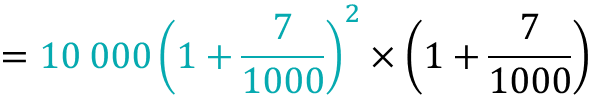 = 10 000 (1 + 7/1000)² × (1 + 7/1000)